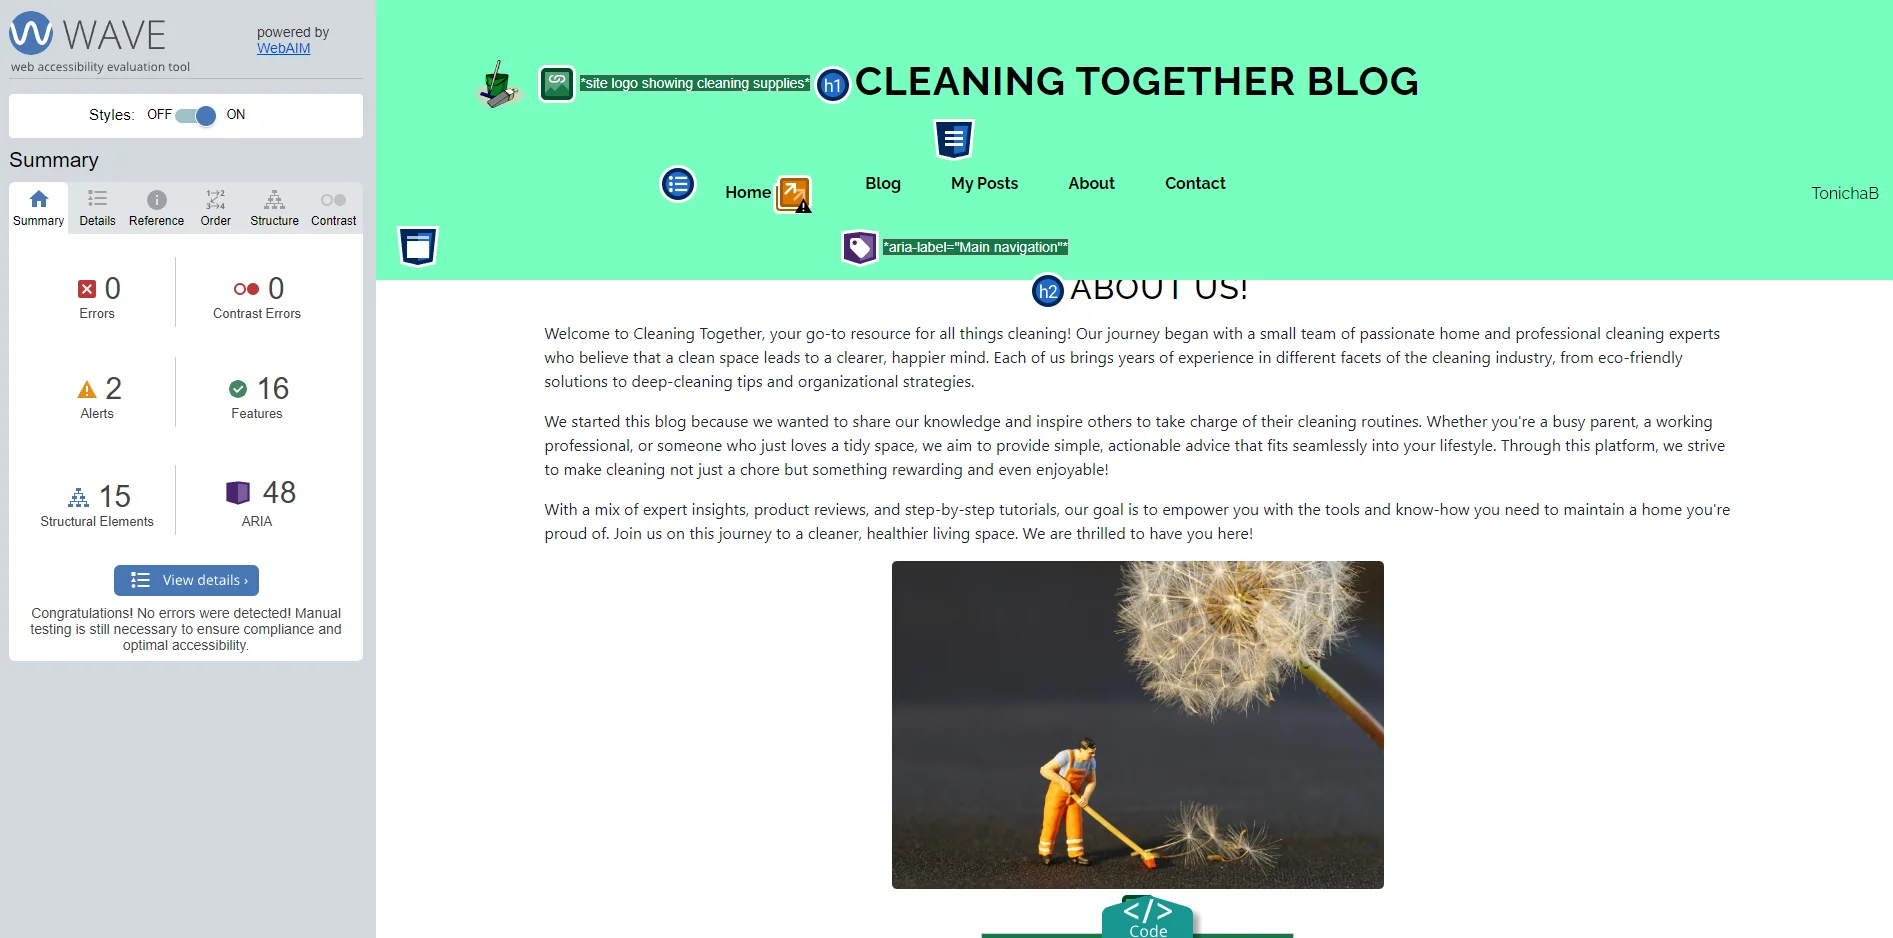 WAVE
web accessibility evaluation tool
powered by
WebAIM
Styles: OFF ON
Summary
Summary Details Reference Order Structure Contrast
0
Errors
0
Contrast Errors
2
Alerts
16
Features
15
Structural Elements
48
ARIA
View details ›
Congratulations! No errors were detected! Manual
testing is still necessary to ensure compliance and
optimal accessibility.
*site logo showing cleaning supplies*
h1 CLEANING TOGETHER BLOG
Home Blog My Posts About Contact
TonichaB
*aria-label="Main navigation"*
h2 ABOUT US!
Welcome to Cleaning Together, your go-to resource for all things cleaning! Our journey began with a small team of passionate home and professional cleaning experts
who believe that a clean space leads to a clearer, happier mind. Each of us brings years of experience in different facets of the cleaning industry, from eco-friendly
solutions to deep-cleaning tips and organizational strategies.
We started this blog because we wanted to share our knowledge and inspire others to take charge of their cleaning routines. Whether you're a busy parent, a working
professional, or someone who just loves a tidy space, we aim to provide simple, actionable advice that fits seamlessly into your lifestyle. Through this platform, we strive
to make cleaning not just a chore but something rewarding and even enjoyable!
With a mix of expert insights, product reviews, and step-by-step tutorials, our goal is to empower you with the tools and know-how you need to maintain a home you're
proud of. Join us on this journey to a cleaner, healthier living space. We are thrilled to have you here!
</>
Code